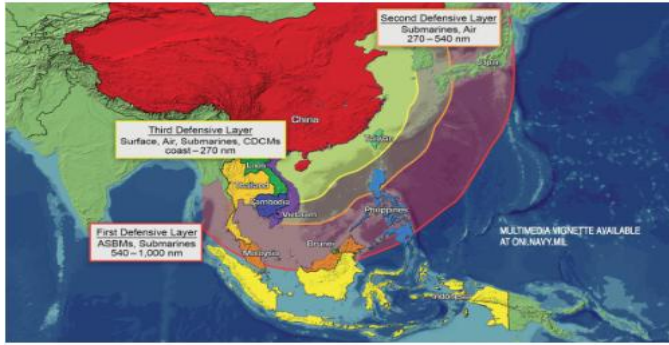 Second Defensive Layer
Submarines, Air
270 – 540 nm
Japan
China
Third Defensive Layer
Surface, Air, Submarines, CDCMs
coast – 270 nm
Taiwan
Laos
Thailand
Cambodia
Vietnam
Philippines
First Defensive Layer
ASBMs, Submarines
540 – 1,000 nm
MULTIMEDIA VIGNETTE AVAILABLE
AT ONI.NAVY.MIL
Brunei
Malaysia